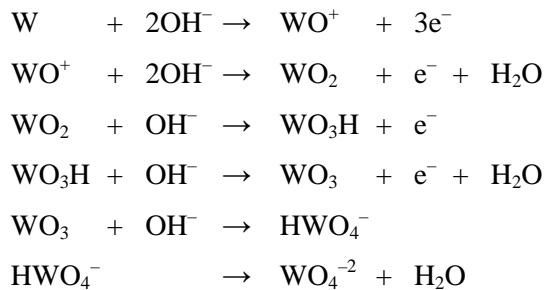 W + 2OH⁻ → WO⁺ + 3e⁻
WO⁺ + 2OH⁻ → WO₂ + e⁻ + H₂O
WO₂ + OH⁻ → WO₃H + e⁻
WO₃H + OH⁻ → WO₃ + e⁻ + H₂O
WO₃ + OH⁻ → HWO₄⁻
HWO₄⁻ → WO₄⁻² + H₂O